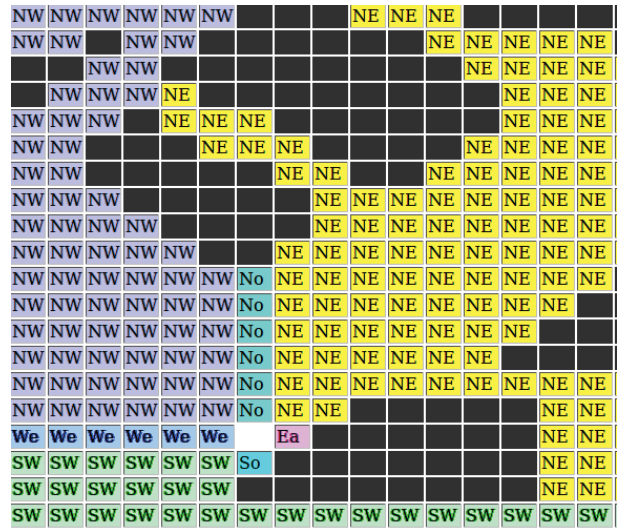 NW NW NW NW NW NW NE NE NE
NW NW NW NW NE NE NE NE NE
NW NW NE NE NE NE
NW NW NW NE NE NE NE
NW NW NW NE NE NE NE NE NE
NW NW NE NE NE NE NE NE NE
NW NW NE NE NE NE NE NE NE
NW NW NW NE NE NE NE NE NE NE NE
NW NW NW NW NE NE NE NE NE NE NE NE
NW NW NW NW NW NE NE NE NE NE NE NE NE NE
NW NW NW NW NW NW No NE NE NE NE NE NE NE NE NE
NW NW NW NW NW NW No NE NE NE NE NE NE NE NE
NW NW NW NW NW NW No NE NE NE NE NE NE NE
NW NW NW NW NW NW No NE NE NE NE NE NE
NW NW NW NW NW NW No NE NE NE NE NE NE NE NE NE
NW NW NW NW NW NW No NE NE NE NE
We We We We We We Ea NE NE
SW SW SW SW SW SW So NE NE
SW SW SW SW SW SW NE NE
SW SW SW SW SW SW SW SW SW SW SW SW SW SW SW SW